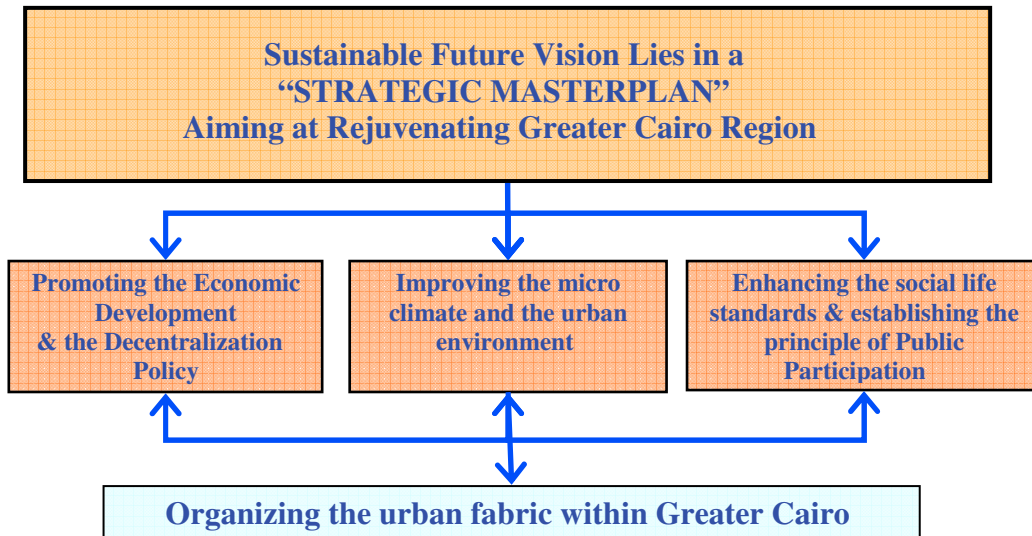 Sustainable Future Vision Lies in a
“STRATEGIC MASTERPLAN”
Aiming at Rejuvenating Greater Cairo Region
Promoting the Economic
Development
& the Decentralization
Policy
Improving the micro
climate and the urban
environment
Enhancing the social life
standards & establishing the
principle of Public
Participation
Organizing the urban fabric within Greater Cairo